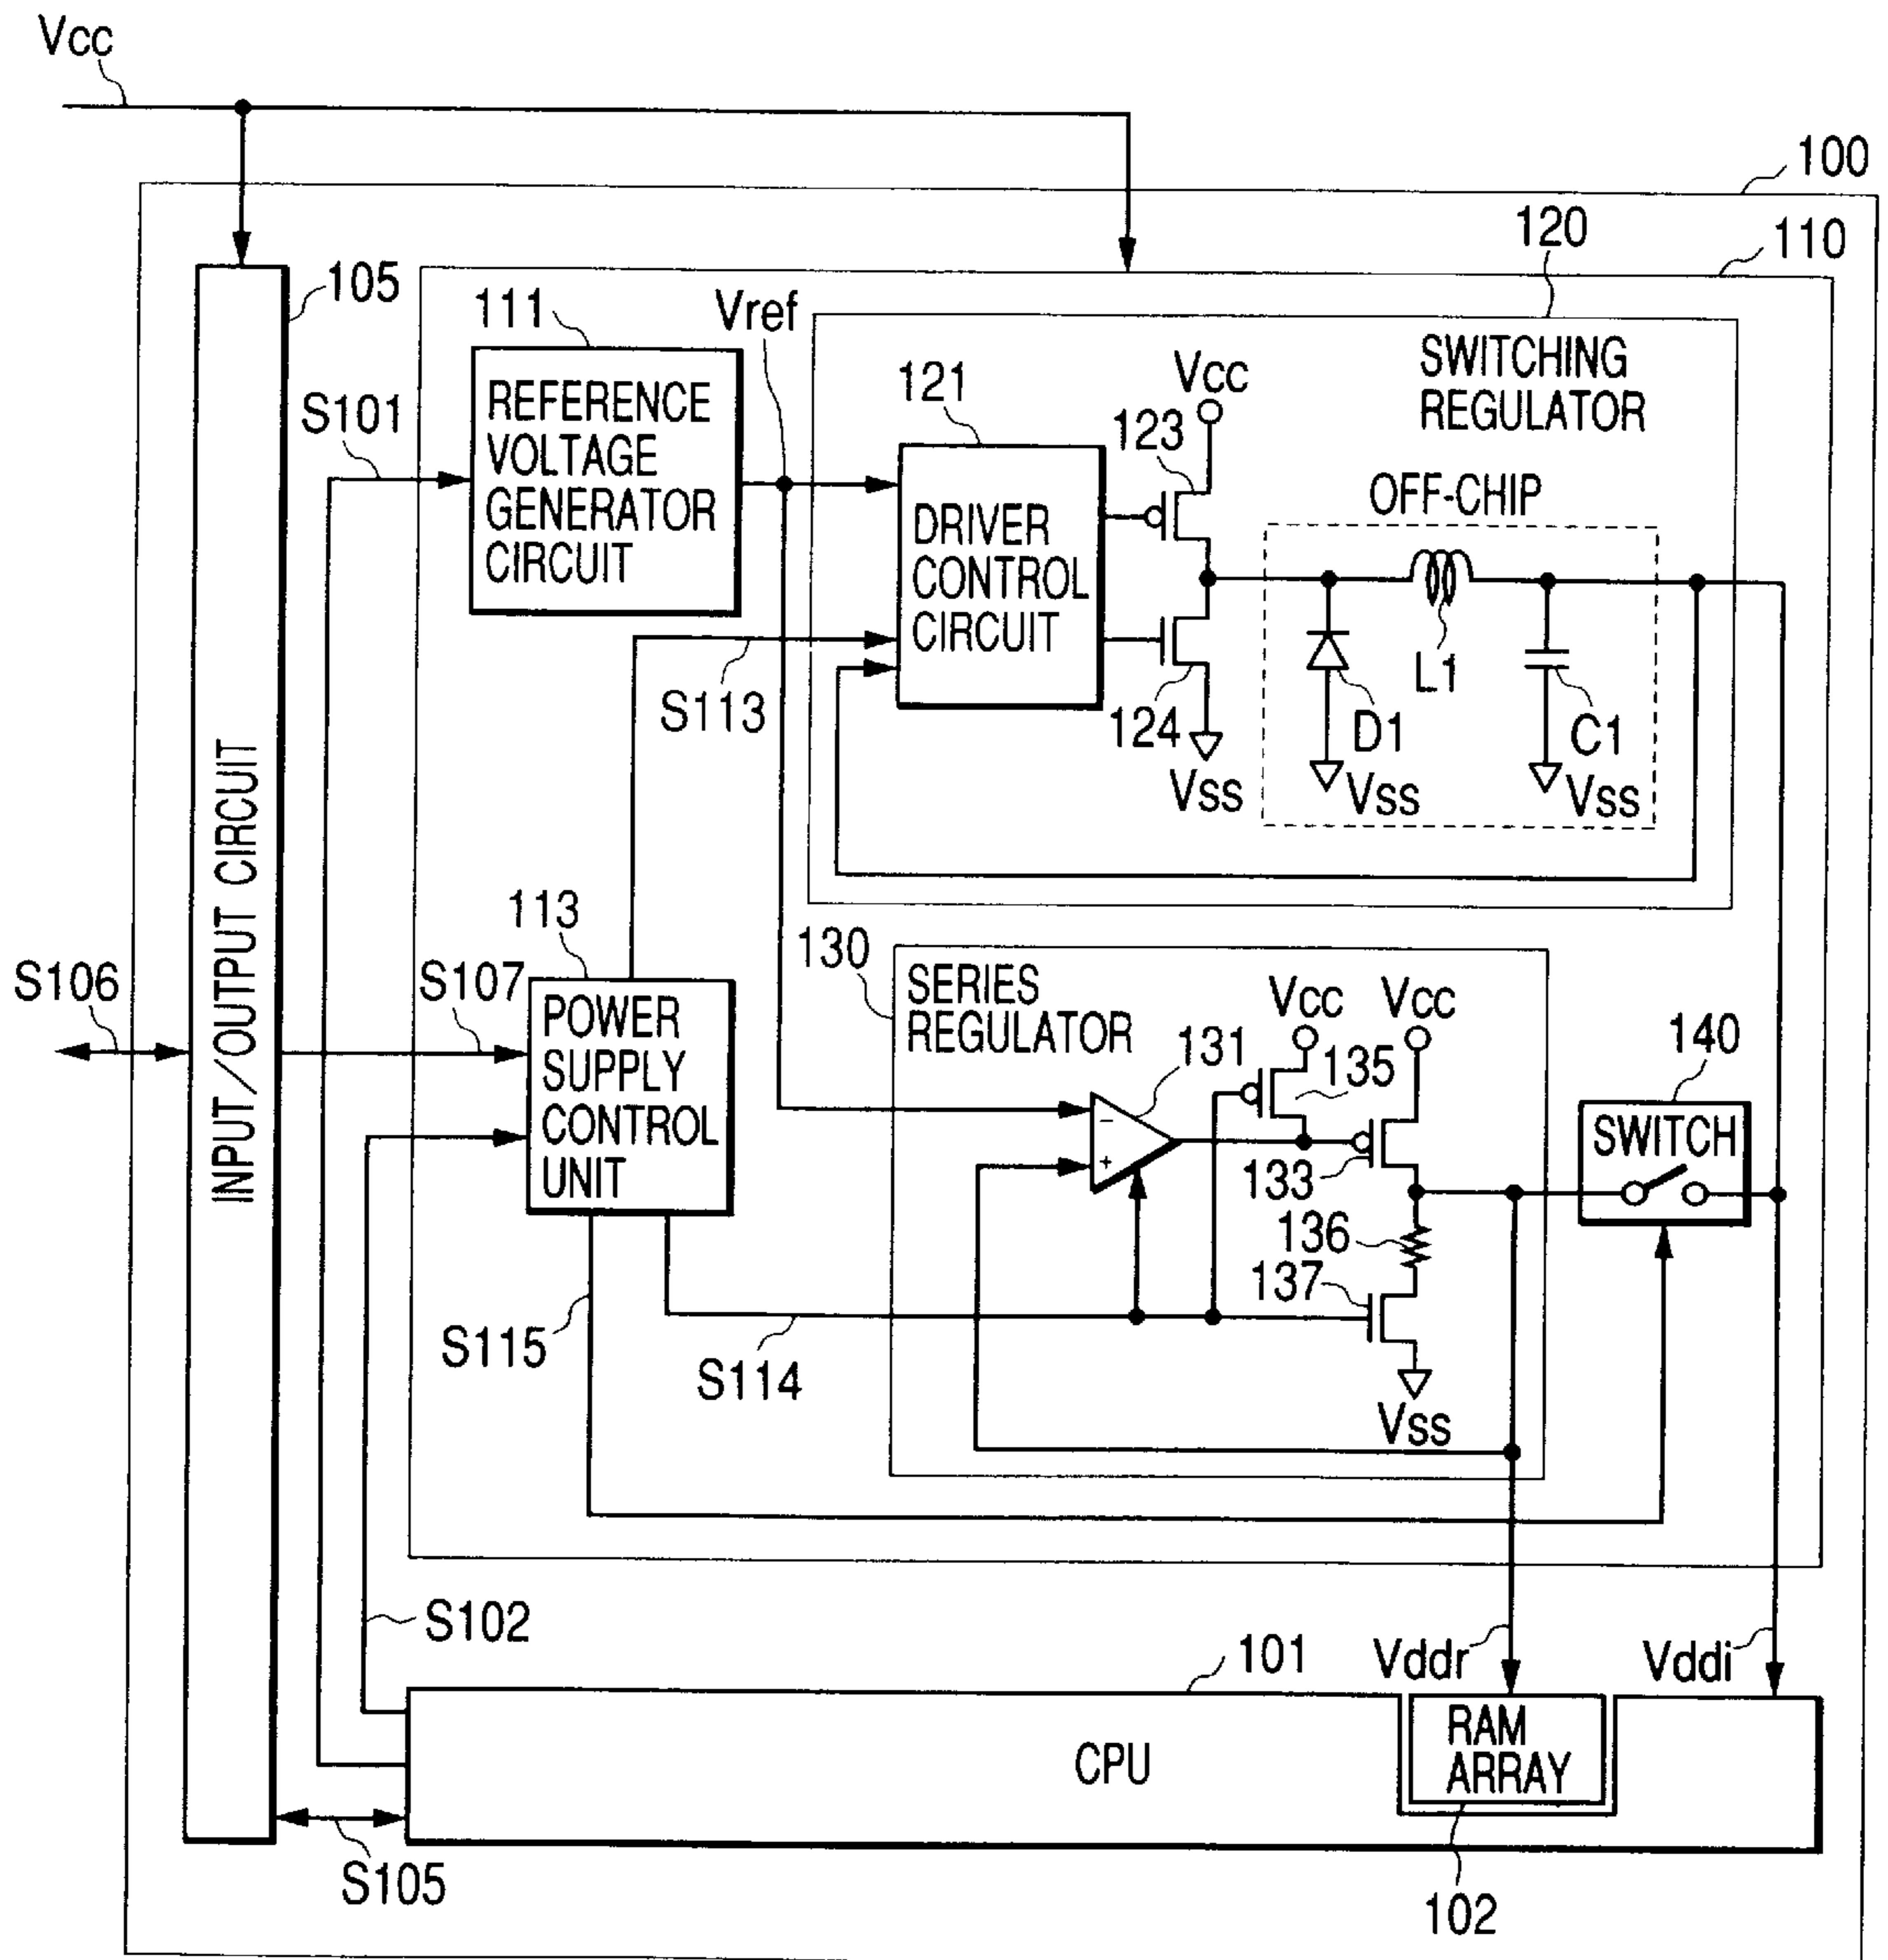 Vcc
100
120
110
105
111
Vref
SWITCHING
REGULATOR
121
Vcc
123
S101
REFERENCE
VOLTAGE
GENERATOR
CIRCUIT
OFF-CHIP
DRIVER
CONTROL
CIRCUIT
L1
S113
124
D1
C1
Vss
Vss
Vss
INPUT/OUTPUT CIRCUIT
113
130
S106
S107
SERIES
REGULATOR
Vcc
Vcc
POWER
SUPPLY
CONTROL
UNIT
131
135
140
SWITCH
-
+
133
136
137
S115
S114
Vss
S102
101
Vddr
Vddi
RAM
ARRAY
CPU
S105
102